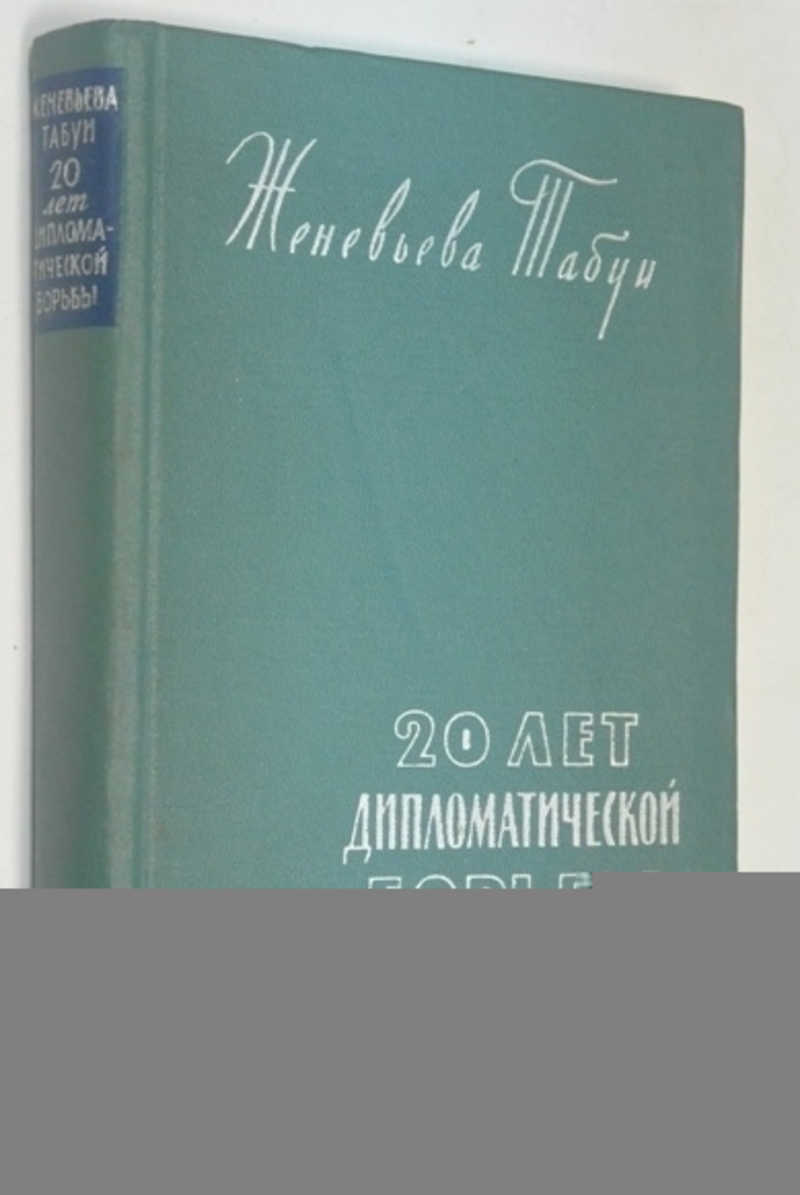 ЖЕНЕВЬЕВА
ТАБУИ
20
лет
ДИПЛОМА-
ТИЧЕСКОЙ
БОРЬБЫ
Женевьева Табуи
20 ЛЕТ
ДИПЛОМАТИЧЕСКОЙ